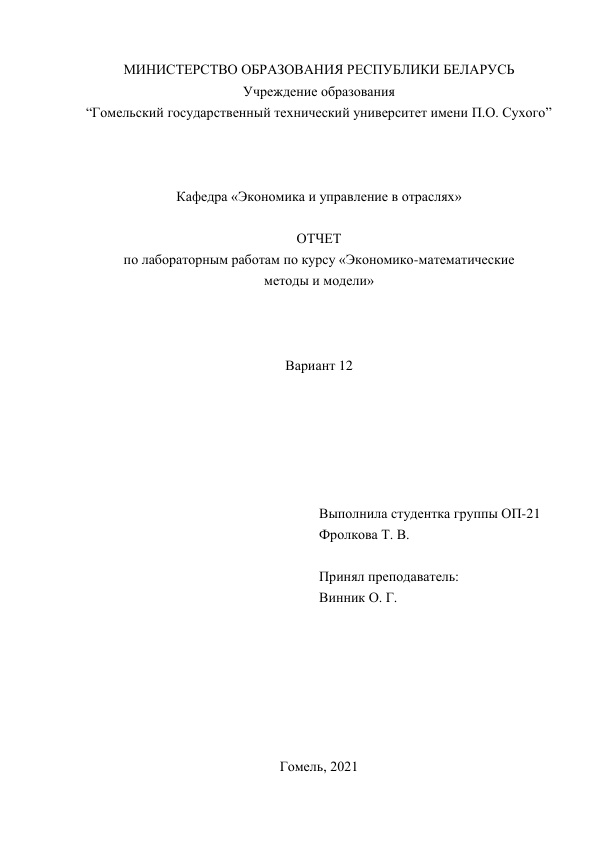 МИНИСТЕРСТВО ОБРАЗОВАНИЯ РЕСПУБЛИКИ БЕЛАРУСЬ
Учреждение образования
“Гомельский государственный технический университет имени П.О. Сухого”
Кафедра «Экономика и управление в отраслях»
ОТЧЕТ
по лабораторным работам по курсу «Экономико-математические
методы и модели»
Вариант 12
Выполнила студентка группы ОП-21
Фролкова Т. В.
Принял преподаватель:
Винник О. Г.
Гомель, 2021